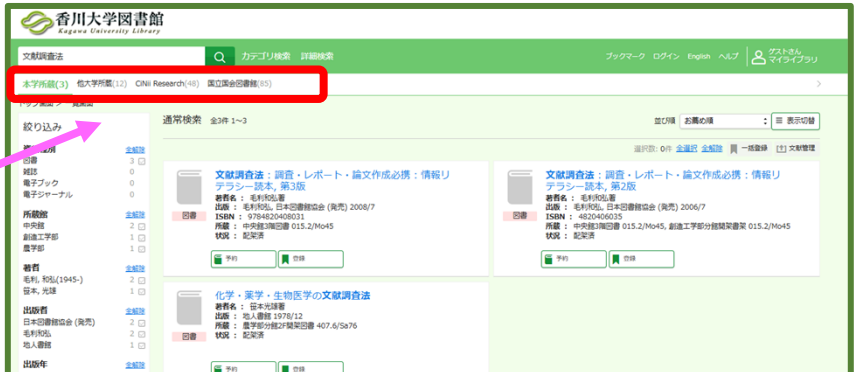 香川大学図書館
Kagawa University Library
文献調査法
カテゴリ検索 詳細検索
ブックマーク ログイン English ヘルプ
ゲストさん
マイライブラリ
本学所蔵(3) 他大学所蔵(12) CiNii Research(48) 国立国会図書館(85)
絞り込み
通常検索 全3件 1~3
並び順 お薦め順
表示切替
選択数: 0件 全選択 全解除 一括登録 文献管理
全解除
図書 3
雑誌 0
電子ブック 0
電子ジャーナル 0
所蔵館 全解除
中央館 2
創造工学部 1
農学部 1
著者 全解除
毛利, 和弘(1945-) 2
笹本, 光雄 1
出版者 全解除
日本図書館協会 (発売) 2
毛利和弘 2
地人書館 1
出版年 全解除
文献調査法 : 調査・レポート・論文作成必携 : 情報リ
テラシー読本, 第3版
著者名 : 毛利和弘著
出版 : 毛利和弘, 日本図書館協会 (発売) 2008/7
ISBN : 9784820408031
所蔵 : 中央館3階図書 015.2/Mo45
状況 : 配架済
図書
予約 登録
文献調査法 : 調査・レポート・論文作成必携 : 情報リ
テラシー読本, 第2版
著者名 : 毛利和弘著
出版 : 毛利和弘, 日本図書館協会 (発売) 2006/7
ISBN : 4820406035
所蔵 : 中央館3階図書 015.2/Mo45, 創造工学部分館開架書架 015.2/Mo45
状況 : 配架済
図書
予約 登録
化学・薬学・生物医学の文献調査法
著者名 : 笹本光雄著
出版 : 地人書館 1978/12
所蔵 : 農学部分館2F開架図書 407.6/Sa76
状況 : 配架済
図書
予約 登録